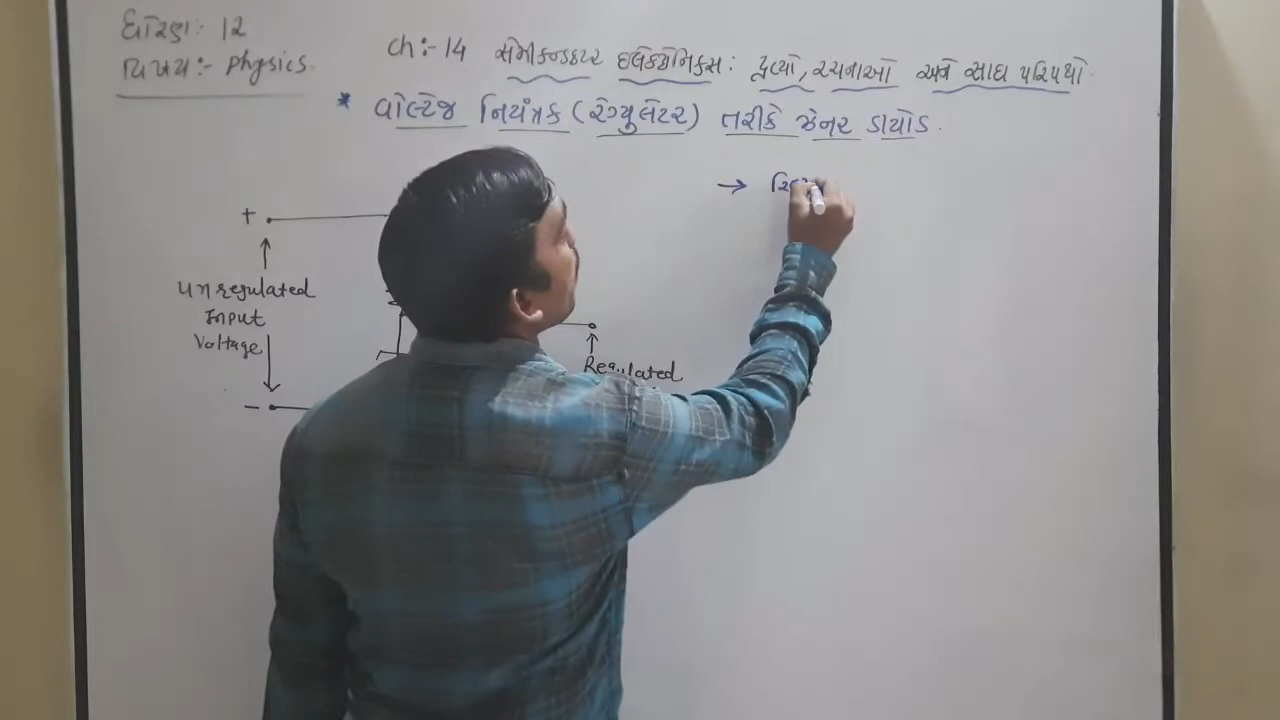 ધોરણ: 12
વિષય:- Physics.
ch:- 14 સેમીકન્ડક્ટર ઇલેક્ટ્રોનિક્સ: દ્રવ્યો, રચનાઓ અને સાદા પરિપથો.
* વોલ્ટેજ નિયંત્રક (રેગ્યુલેટર) તરીકે ઝેનર ડાયોડ.
→
+
Unregulated
Input
Voltage
Regulated
−